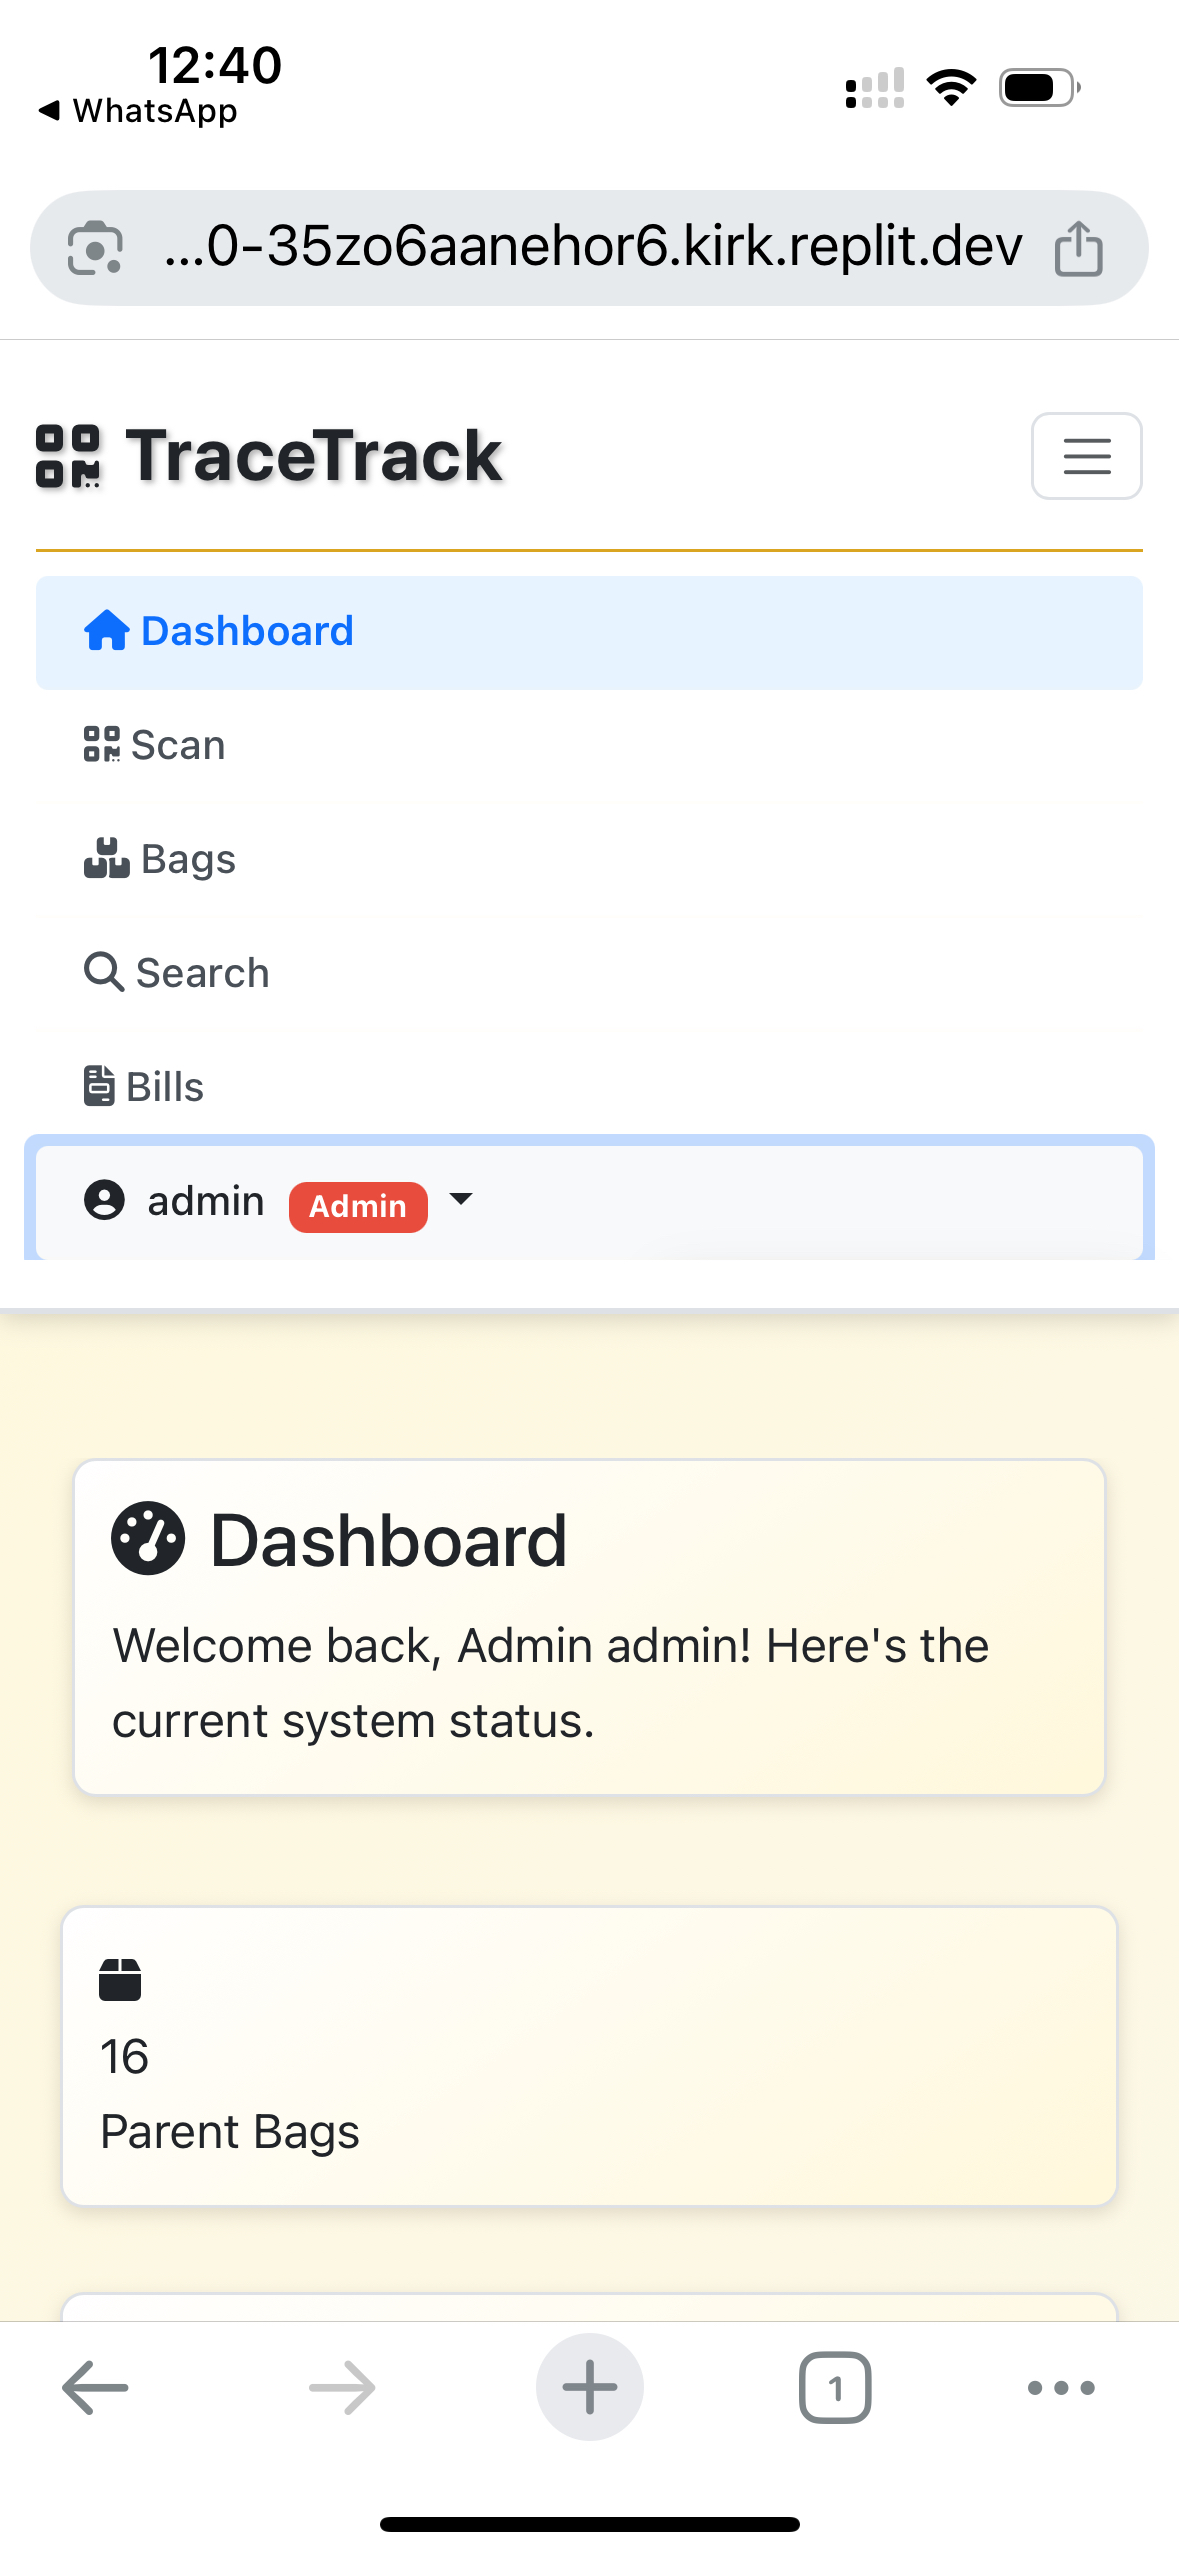 12:40
WhatsApp
...0-35zo6aanehor6.kirk.replit.dev
TraceTrack
Dashboard
Scan
Bags
Search
Bills
admin Admin
Dashboard
Welcome back, Admin admin! Here's the
current system status.
16
Parent Bags
1